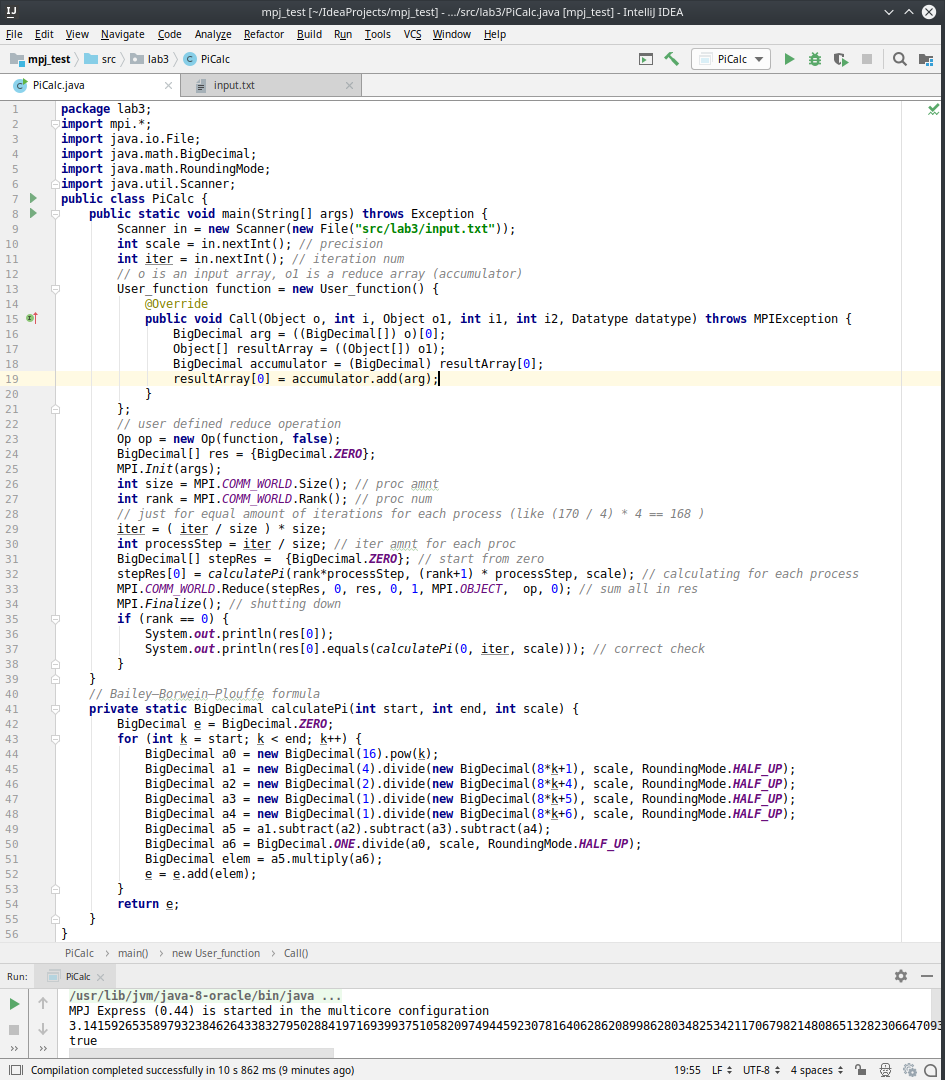 mpj_test [~/IdeaProjects/mpj_test] - .../src/lab3/PiCalc.java [mpj_test] - IntelliJ IDEA
File Edit View Navigate Code Analyze Refactor Build Run Tools VCS Window Help
mpj_test src lab3 PiCalc PiCalc
PiCalc.java input.txt
1 package lab3;
2 import mpi.*;
3 import java.io.File;
4 import java.math.BigDecimal;
5 import java.math.RoundingMode;
6 import java.util.Scanner;
7 public class PiCalc {
8 public static void main(String[] args) throws Exception {
9 Scanner in = new Scanner(new File("src/lab3/input.txt"));
10 int scale = in.nextInt(); // precision
11 int iter = in.nextInt(); // iteration num
12 // o is an input array, o1 is a reduce array (accumulator)
13 User_function function = new User_function() {
14 @Override
15 public void Call(Object o, int i, Object o1, int i1, int i2, Datatype datatype) throws MPIException {
16 BigDecimal arg = ((BigDecimal[]) o)[0];
17 Object[] resultArray = ((Object[]) o1);
18 BigDecimal accumulator = (BigDecimal) resultArray[0];
19 resultArray[0] = accumulator.add(arg);
20 }
21 };
22 // user defined reduce operation
23 Op op = new Op(function, false);
24 BigDecimal[] res = {BigDecimal.ZERO};
25 MPI.Init(args);
26 int size = MPI.COMM_WORLD.Size(); // proc amnt
27 int rank = MPI.COMM_WORLD.Rank(); // proc num
28 // just for equal amount of iterations for each process (like (170 / 4) * 4 == 168 )
29 iter = ( iter / size ) * size;
30 int processStep = iter / size; // iter amnt for each proc
31 BigDecimal[] stepRes =  {BigDecimal.ZERO}; // start from zero
32 stepRes[0] = calculatePi(rank*processStep, (rank+1) * processStep, scale); // calculating for each process
33 MPI.COMM_WORLD.Reduce(stepRes, 0, res, 0, 1, MPI.OBJECT,  op, 0); // sum all in res
34 MPI.Finalize(); // shutting down
35 if (rank == 0) {
36 System.out.println(res[0]);
37 System.out.println(res[0].equals(calculatePi(0, iter, scale))); // correct check
38 }
39 }
40 // Bailey–Borwein–Plouffe formula
41 private static BigDecimal calculatePi(int start, int end, int scale) {
42 BigDecimal e = BigDecimal.ZERO;
43 for (int k = start; k < end; k++) {
44 BigDecimal a0 = new BigDecimal(16).pow(k);
45 BigDecimal a1 = new BigDecimal(4).divide(new BigDecimal(8*k+1), scale, RoundingMode.HALF_UP);
46 BigDecimal a2 = new BigDecimal(2).divide(new BigDecimal(8*k+4), scale, RoundingMode.HALF_UP);
47 BigDecimal a3 = new BigDecimal(1).divide(new BigDecimal(8*k+5), scale, RoundingMode.HALF_UP);
48 BigDecimal a4 = new BigDecimal(1).divide(new BigDecimal(8*k+6), scale, RoundingMode.HALF_UP);
49 BigDecimal a5 = a1.subtract(a2).subtract(a3).subtract(a4);
50 BigDecimal a6 = BigDecimal.ONE.divide(a0, scale, RoundingMode.HALF_UP);
51 BigDecimal elem = a5.multiply(a6);
52 e = e.add(elem);
53 }
54 return e;
55 }
56 }
PiCalc main() new User_function Call()
Run: PiCalc
/usr/lib/jvm/java-8-oracle/bin/java ...
MPJ Express (0.44) is started in the multicore configuration
3.141592653589793238462643383279502884197169399375105820974944592307816406286208998628034825342117067982148086513282306647093
true
Compilation completed successfully in 10 s 862 ms (9 minutes ago) 19:55 LF UTF-8 4 spaces